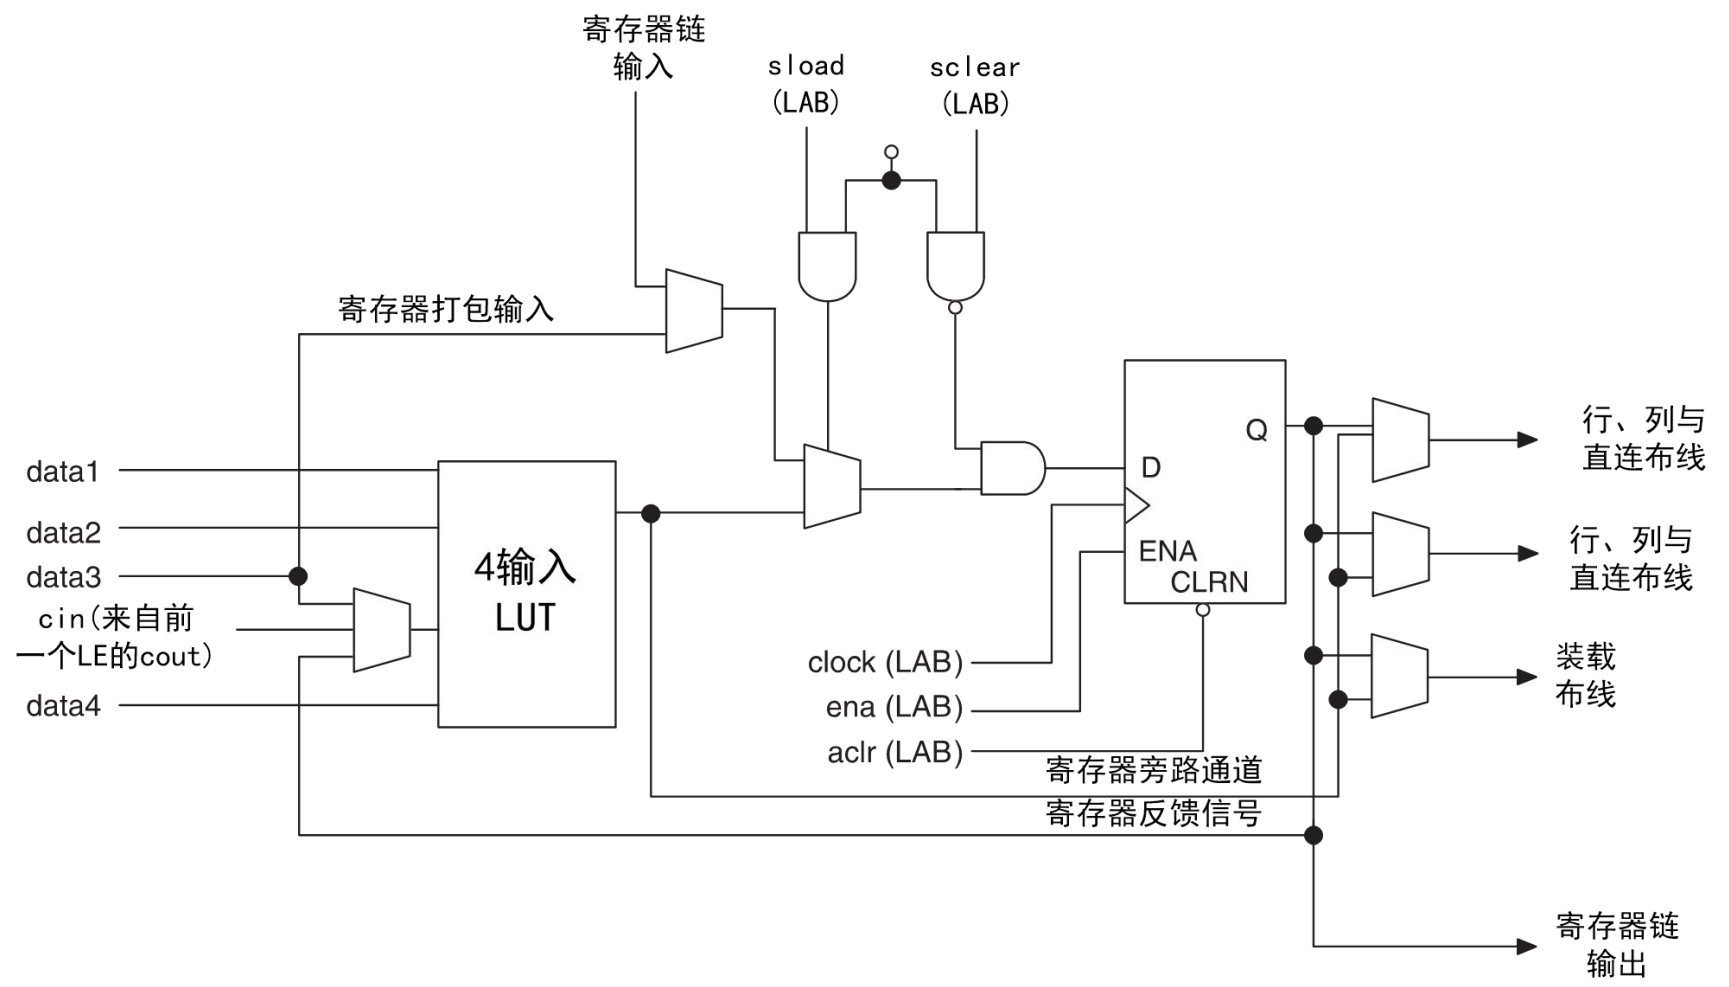 寄存器链
输入
sload
(LAB)
sclear
(LAB)
寄存器打包输入
data1
data2
data3
cin(来自前
一个LE的cout)
data4
4输入
LUT
Q
D
ENA
CLRN
clock (LAB)
ena (LAB)
aclr (LAB)
寄存器旁路通道
寄存器反馈信号
行、列与
直连布线
行、列与
直连布线
装载
布线
寄存器链
输出